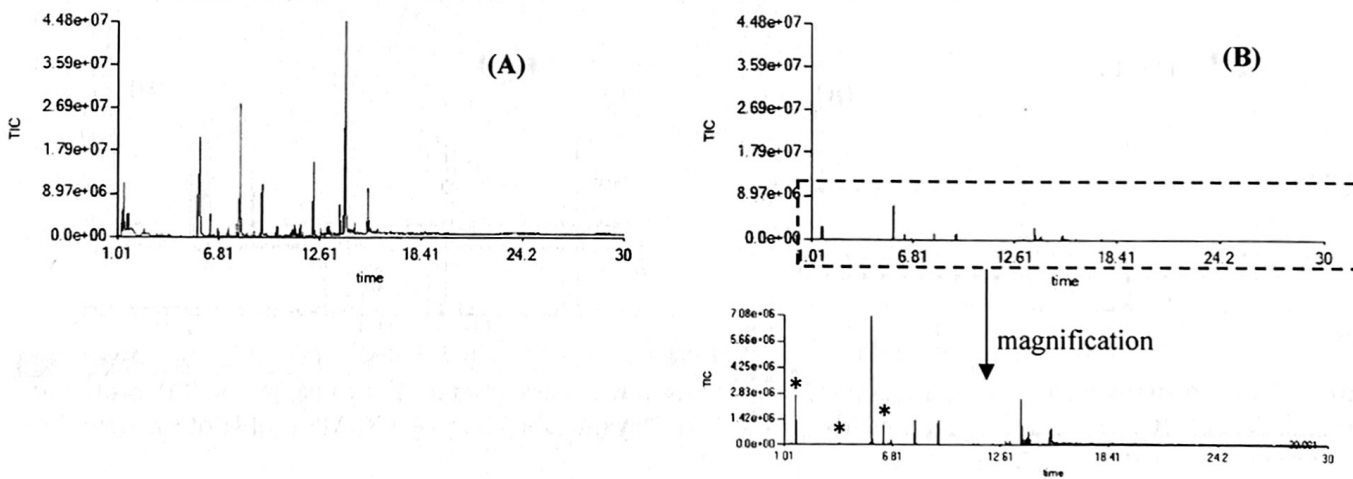 4.48e+07
3.59e+07
2.69e+07
1.79e+07
8.97e+06
0.0e+00
TIC
1.01 6.81 12.61 18.41 24.2 30
time
(A)
4.48e+07
3.59e+07
2.69e+07
1.79e+07
8.97e+06
0.0e+00
TIC
1.01 6.81 12.61 18.41 24.2 30
time
(B)
magnification
7.08e+06
5.66e+06
4.25e+06
2.83e+06
1.42e+06
0.0e+00
TIC
* * *
1.01 6.81 12.61 18.41 24.2 30
time